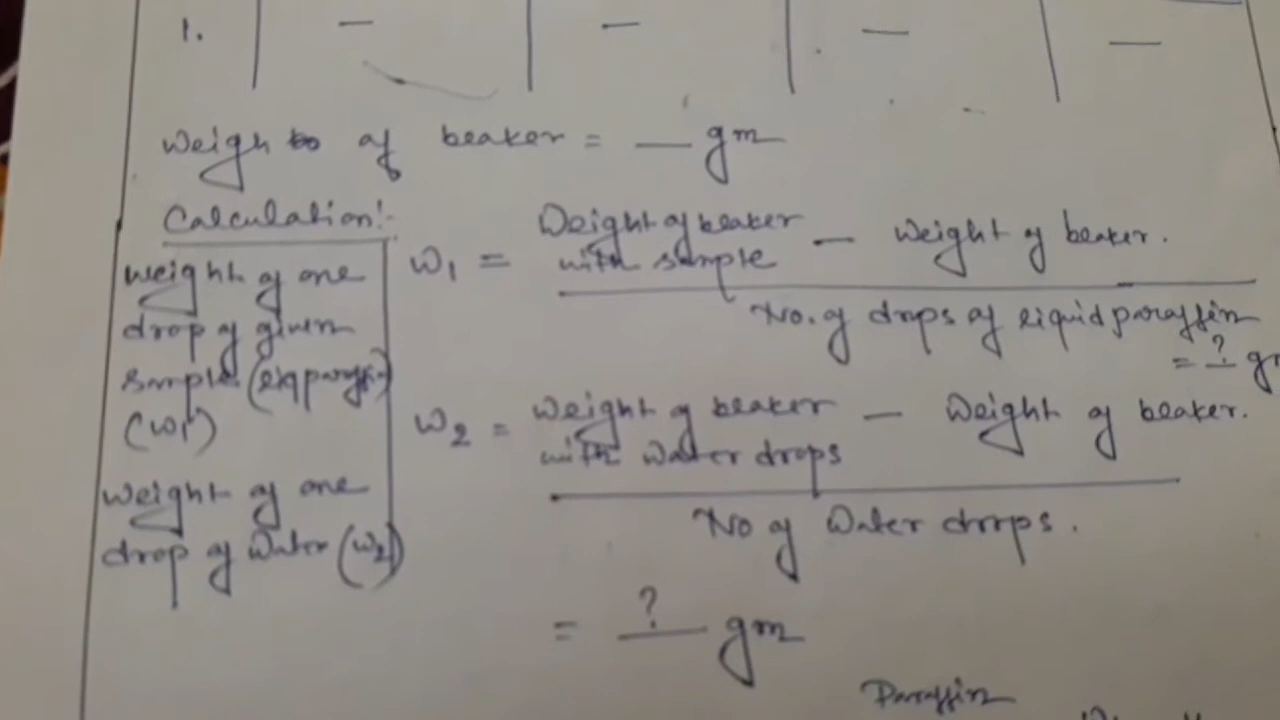 1. — — — —
Weigh to of beaker = — gm
Calculation:-
weight of one
drop of given
sample (liq paraffin)
(w1)
W1 = Weight of beaker with sample — weight of beaker.
No. of drops of liquid paraffin
= ? gm
weight of one
drop of water (w2)
W2 = weight of beaker with water drops — Weight of beaker.
No of Water drops.
= ? gm
Paraffin